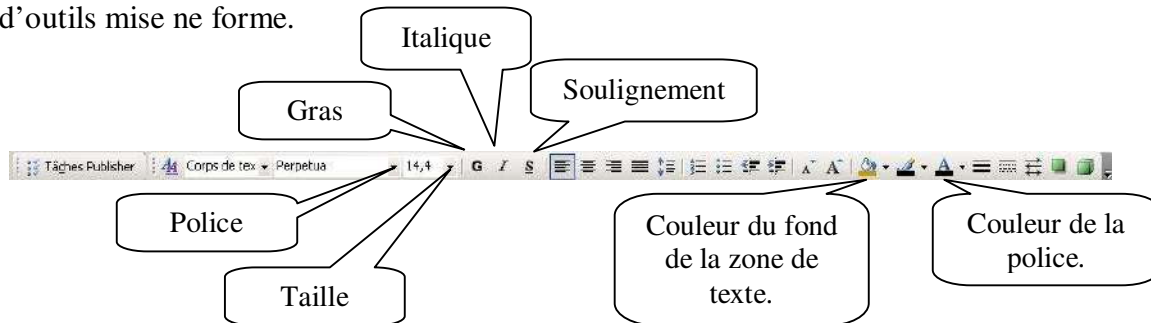 d’outils mise ne forme.
Italique
Soulignement
Gras
Tâches Publisher Corps de tex Perpetua 14,4 G I S
Police
Taille
Couleur du fond
de la zone de
texte.
Couleur de la
police.